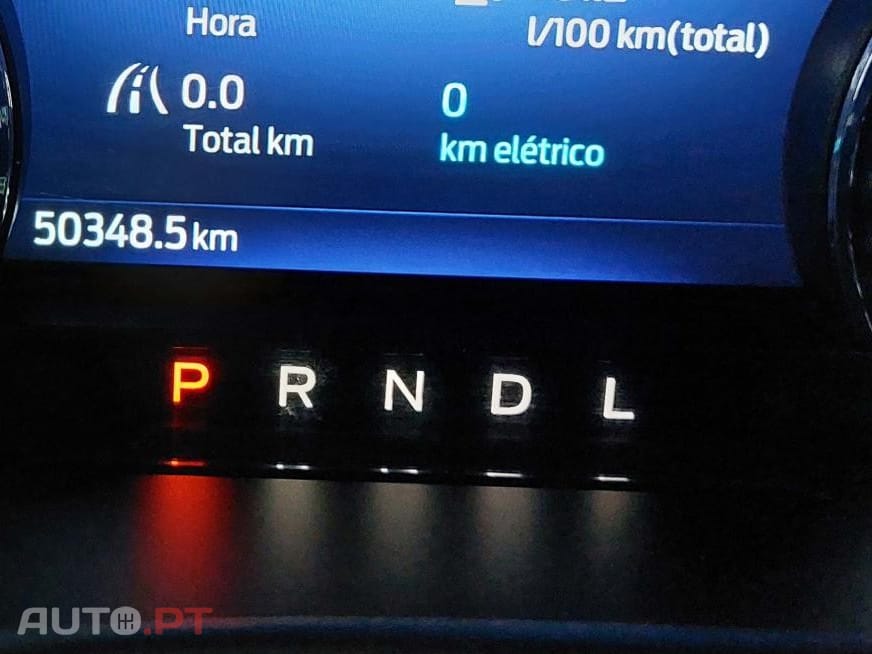 Hora
l/100 km(total)
0.0
Total km
0
km elétrico
50348.5 km
P R N D L
AUTO.PT